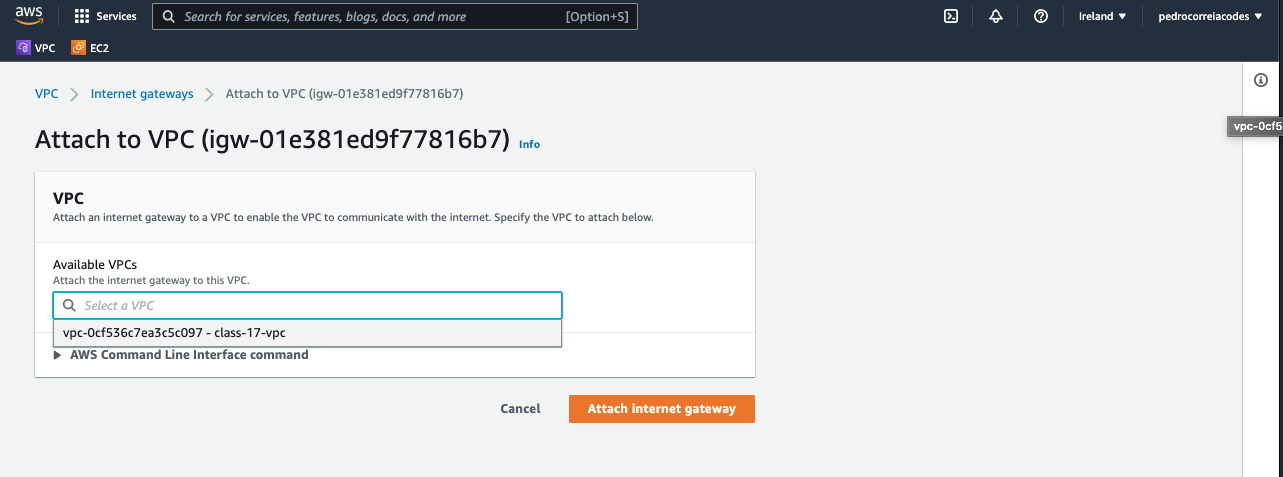 aws
Services
Search for services, features, blogs, docs, and more
[Option+S]
Ireland
pedrocorreiacodes
VPC
EC2
VPC
Internet gateways
Attach to VPC (igw-01e381ed9f77816b7)
Attach to VPC (igw-01e381ed9f77816b7)
Info
vpc-0cf5
VPC
Attach an internet gateway to a VPC to enable the VPC to communicate with the internet. Specify the VPC to attach below.
Available VPCs
Attach the internet gateway to this VPC.
Select a VPC
vpc-0cf536c7ea3c5c097 - class-17-vpc
AWS Command Line Interface command
Cancel
Attach internet gateway